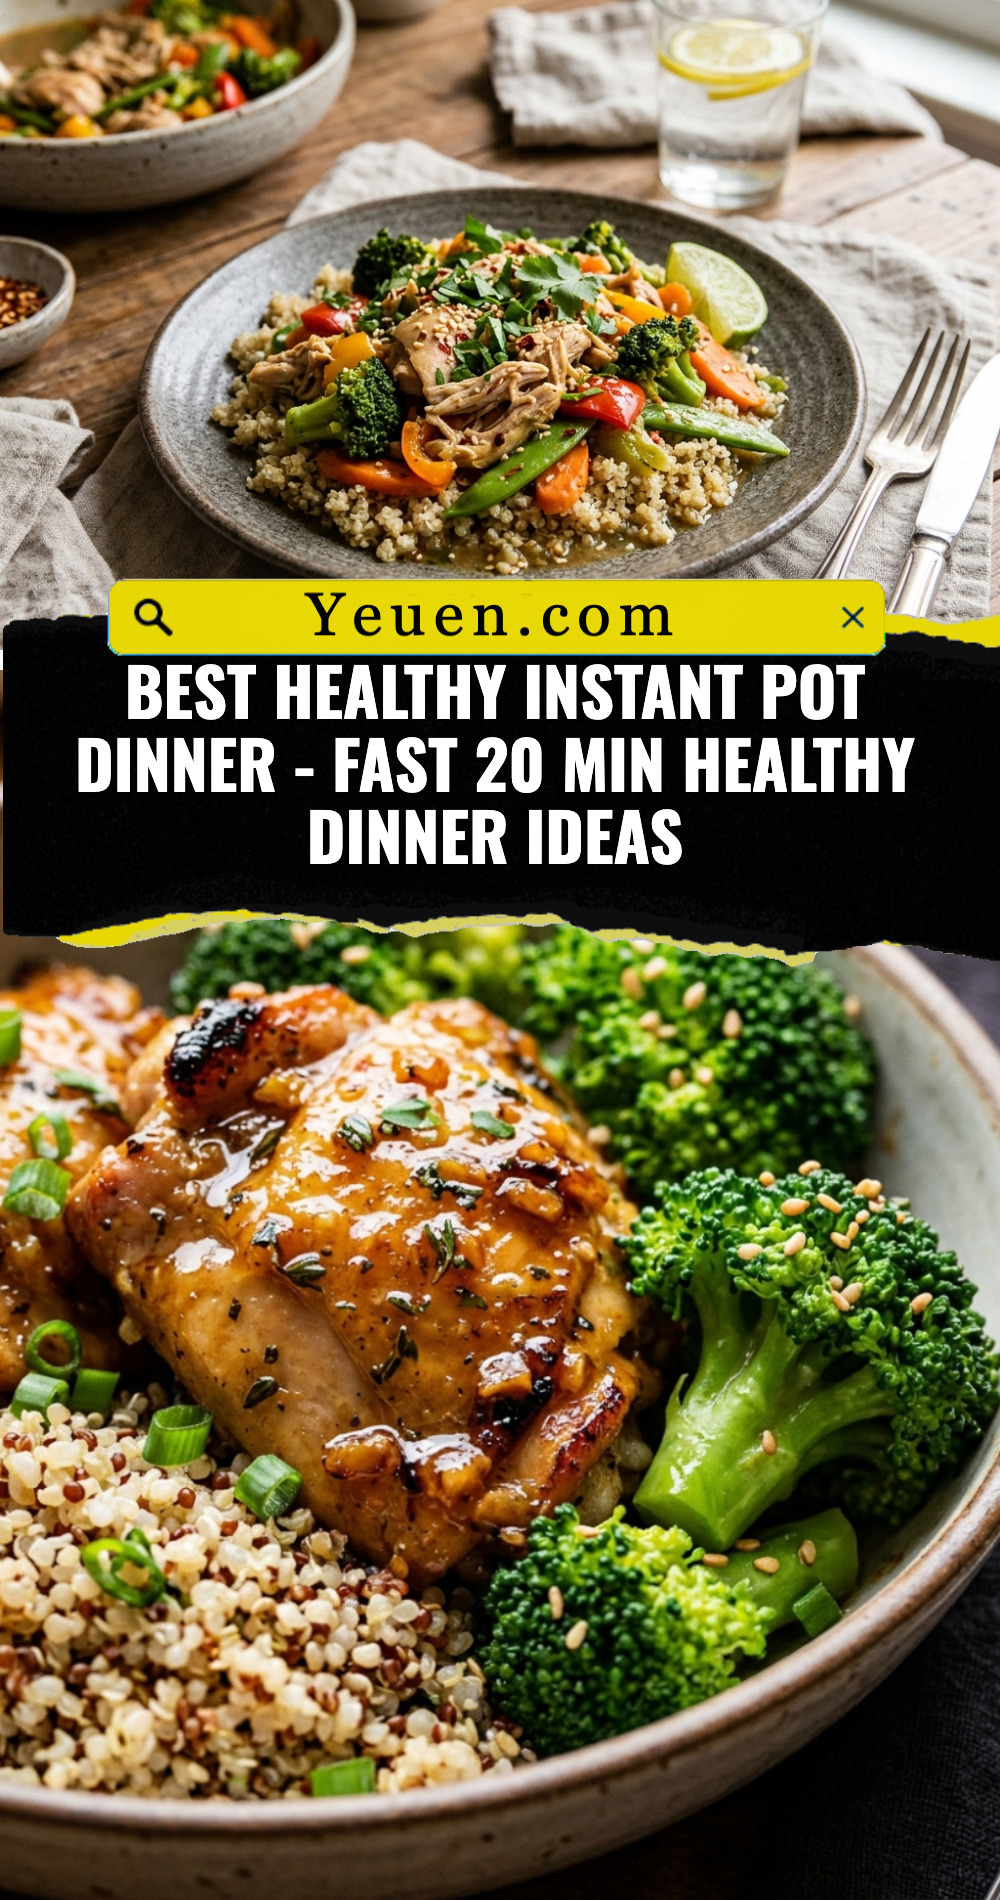 Yeuen.com
BEST HEALTHY INSTANT POT
DINNER - FAST 20 MIN HEALTHY
DINNER IDEAS